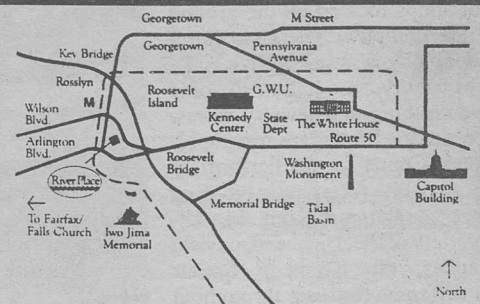 Georgetown
M Street
Key Bridge
Georgetown
Pennsylvania
Avenue
Rosslyn
M
Roosevelt
Island
G.W.U.
Wilson
Blvd.
Kennedy
Center
State
Dept
The White House
Route 50
Arlington
Blvd.
Roosevelt
Bridge
Washington
Monument
River Place
Capitol
Building
To Fairfax/
Falls Church
Iwo Jima
Memorial
Memorial Bridge
Tidal
Basin
North